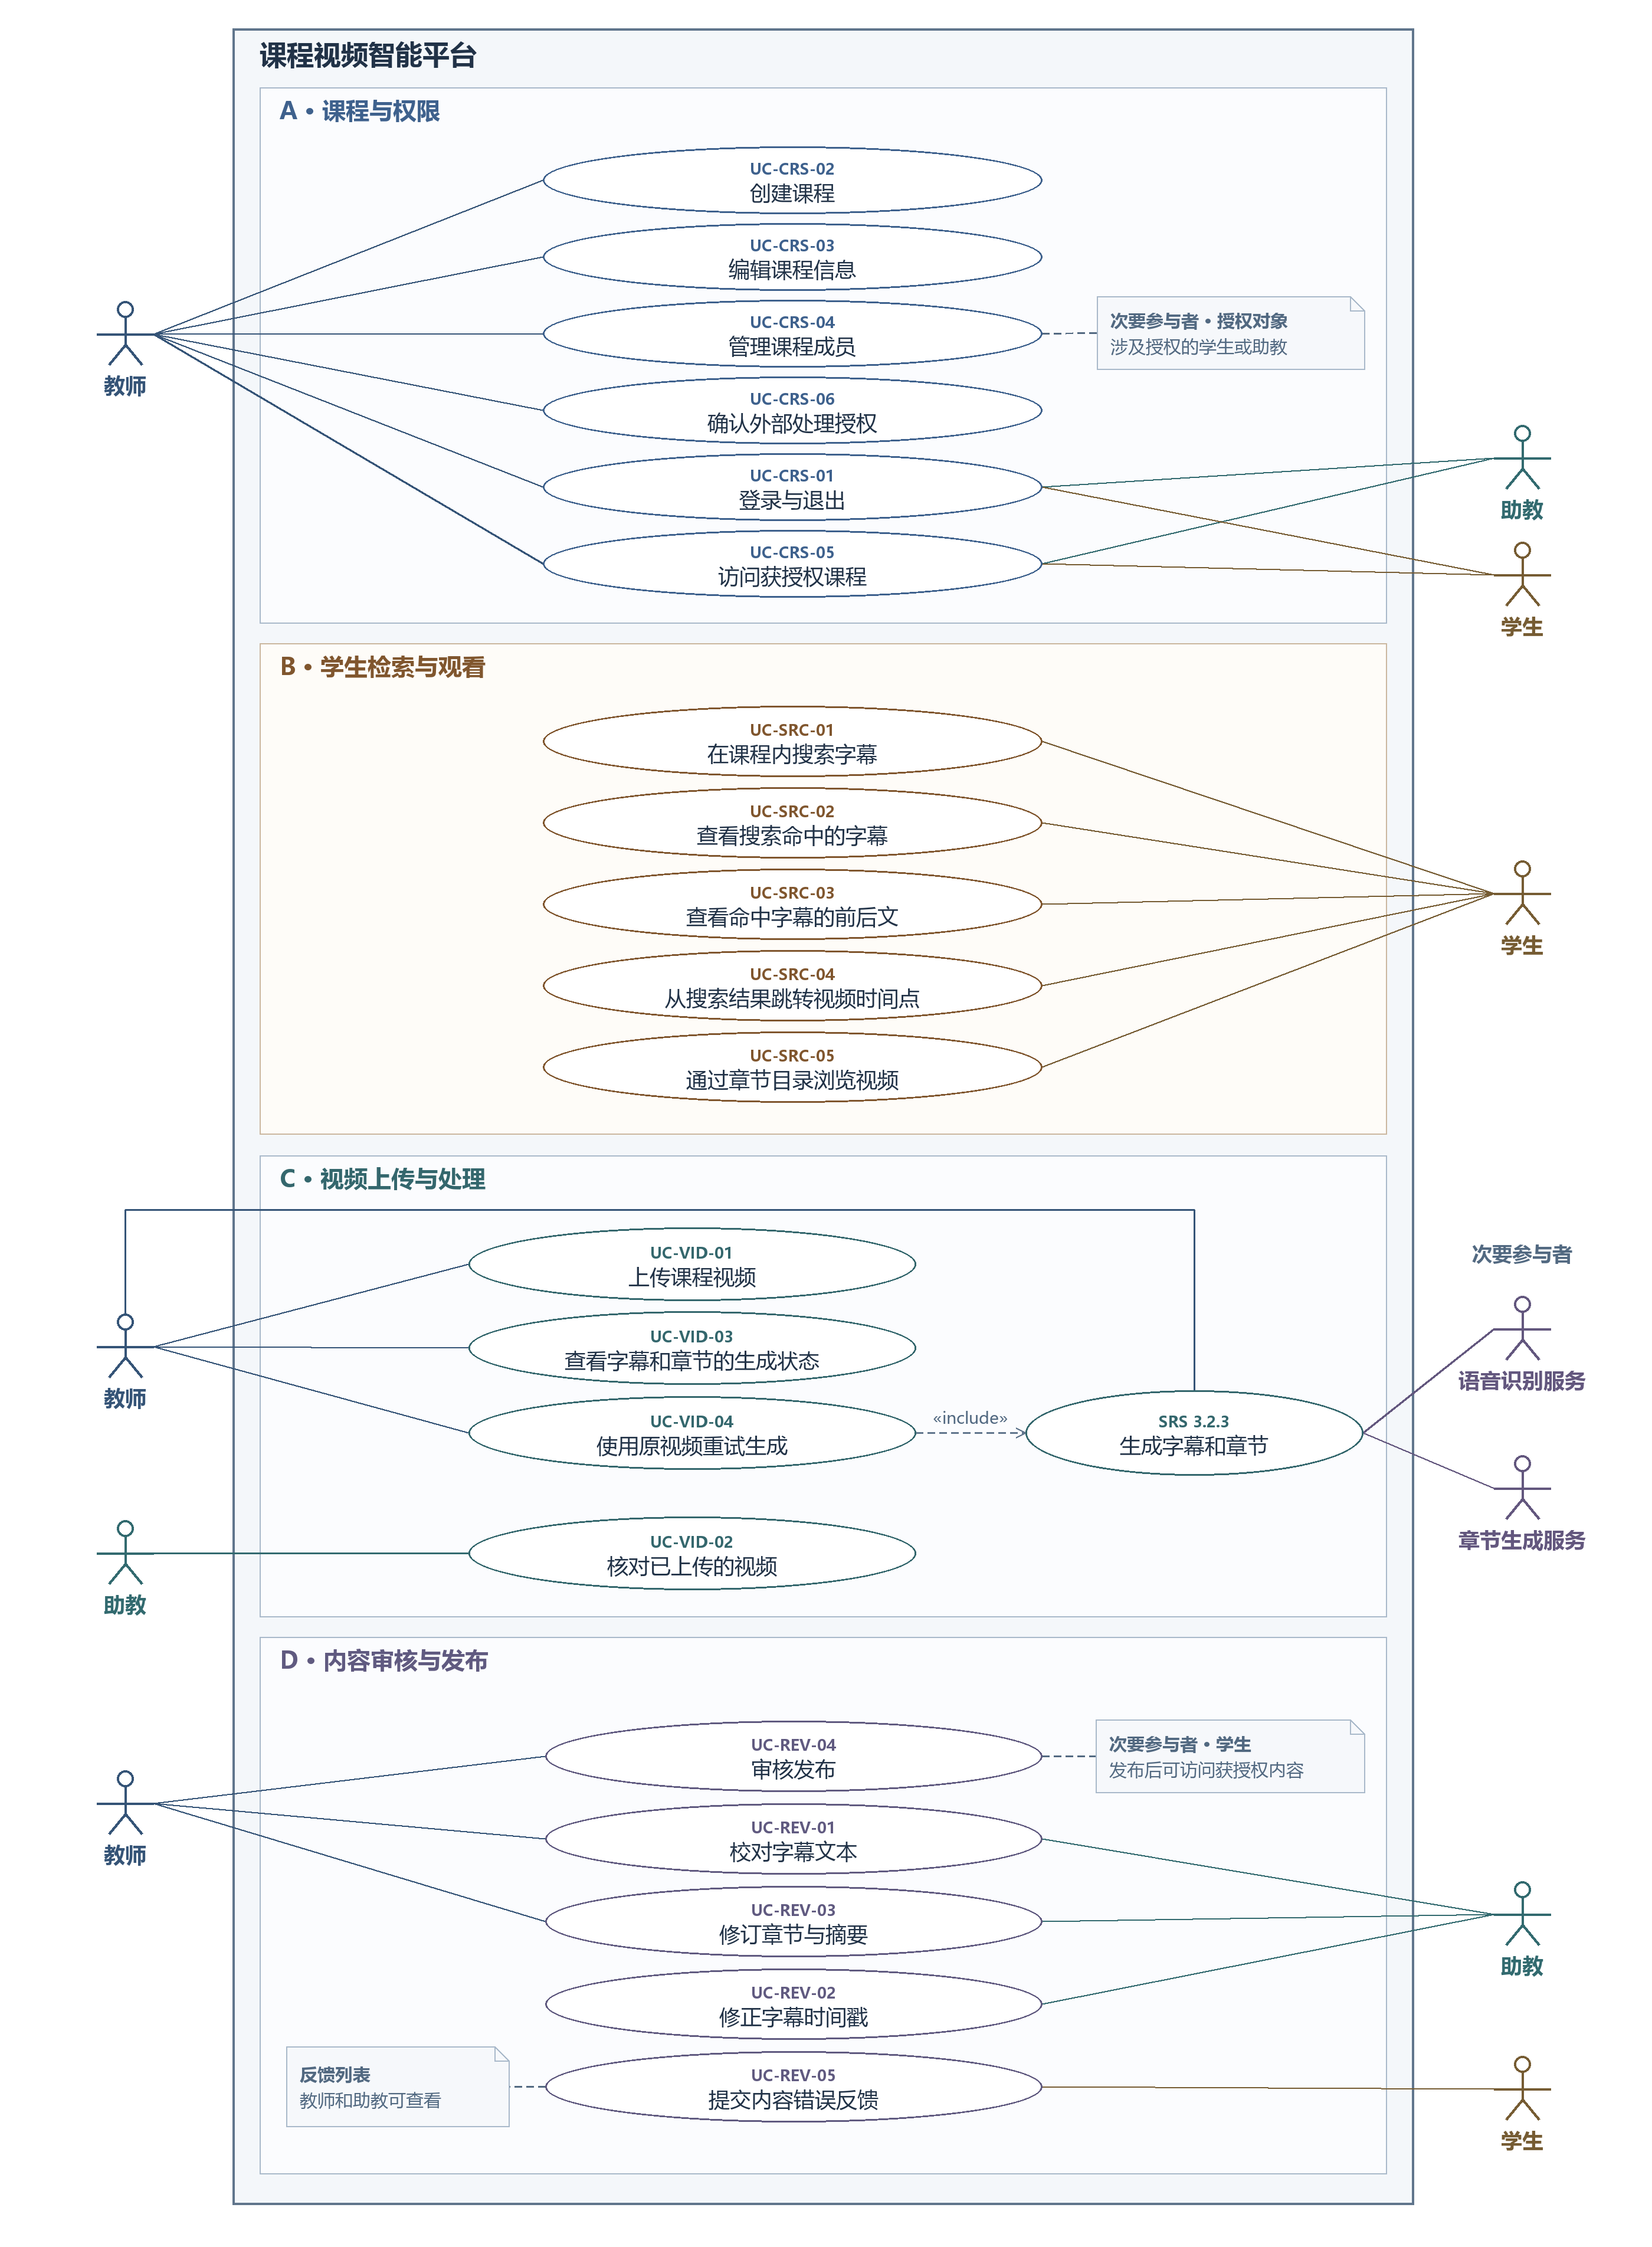 课程视频智能平台
A • 课程与权限
UC-CRS-02
创建课程
UC-CRS-03
编辑课程信息
UC-CRS-04
管理课程成员
次要参与者 • 授权对象
涉及授权的学生或助教
教师
UC-CRS-06
确认外部处理授权
UC-CRS-01
登录与退出
助教
UC-CRS-05
访问获授权课程
学生
B • 学生检索与观看
UC-SRC-01
在课程内搜索字幕
UC-SRC-02
查看搜索命中的字幕
UC-SRC-03
查看命中字幕的前后文
学生
UC-SRC-04
从搜索结果跳转视频时间点
UC-SRC-05
通过章节目录浏览视频
C • 视频上传与处理
UC-VID-01
上传课程视频
次要参与者
UC-VID-03
查看字幕和章节的生成状态
教师
语音识别服务
UC-VID-04
使用原视频重试生成
«include»
SRS 3.2.3
生成字幕和章节
章节生成服务
UC-VID-02
核对已上传的视频
助教
D • 内容审核与发布
UC-REV-04
审核发布
次要参与者 • 学生
发布后可访问获授权内容
教师
UC-REV-01
校对字幕文本
UC-REV-03
修订章节与摘要
助教
UC-REV-02
修正字幕时间戳
反馈列表
教师和助教可查看
UC-REV-05
提交内容错误反馈
学生